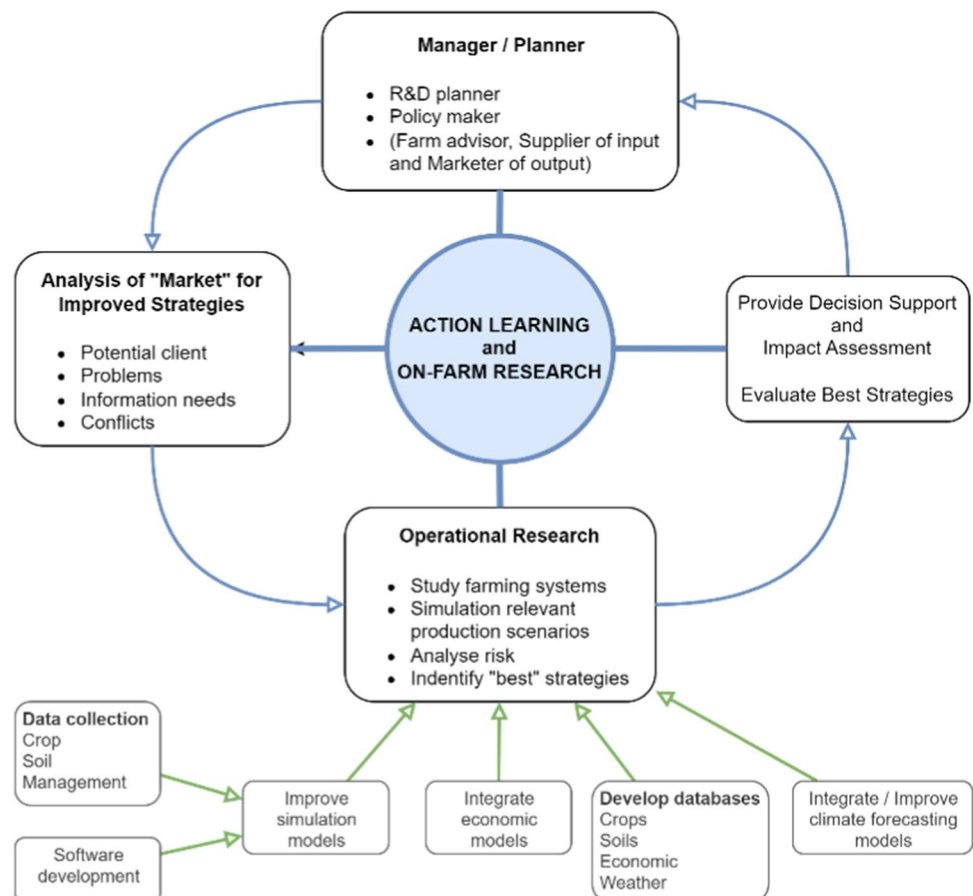 Manager / Planner
• R&D planner
• Policy maker
• (Farm advisor, Supplier of input
and Marketer of output)
Analysis of "Market" for
Improved Strategies
• Potential client
• Problems
• Information needs
• Conflicts
ACTION LEARNING
and
ON-FARM RESEARCH
Provide Decision Support
and
Impact Assessment
Evaluate Best Strategies
Operational Research
• Study farming systems
• Simulation relevant
production scenarios
• Analyse risk
• Indentify "best" strategies
Data collection
Crop
Soil
Management
Software
development
Improve
simulation
models
Integrate
economic
models
Develop databases
Crops
Soils
Economic
Weather
Integrate / Improve
climate forecasting
models